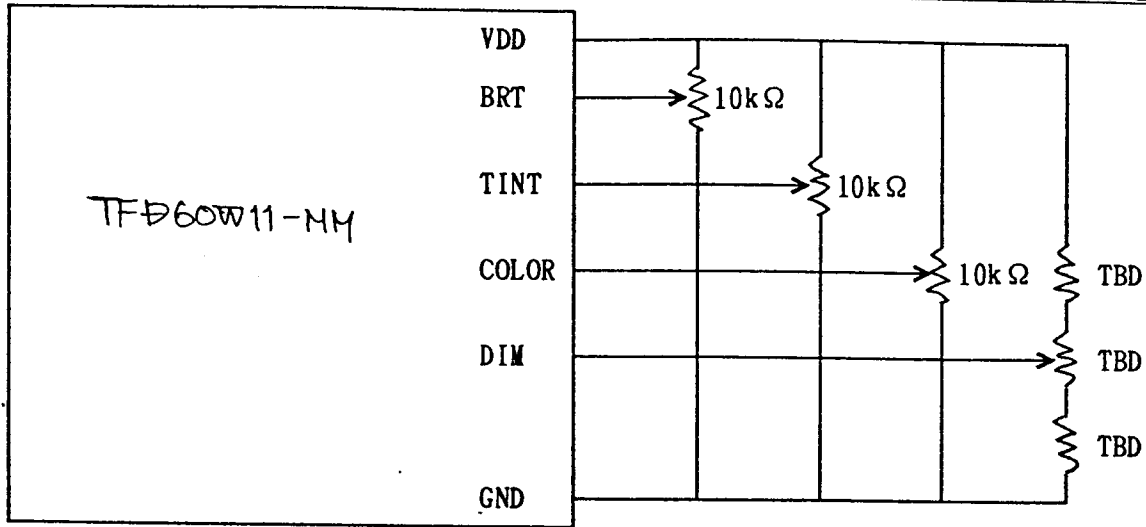 VDD
BRT
10kΩ
TINT
10kΩ
TFD60W11-MM
COLOR
10kΩ
TBD
DIM
TBD
TBD
GND